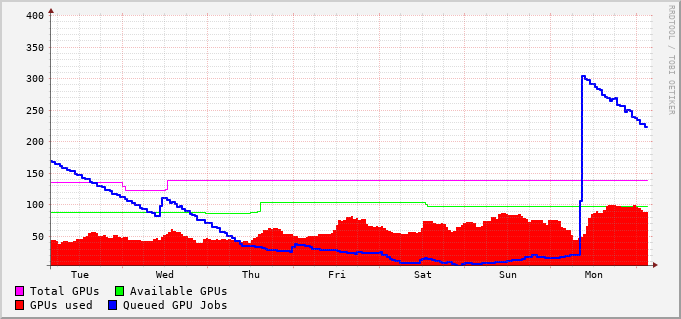 400
350
300
250
200
150
100
50
Tue Wed Thu Fri Sat Sun Mon
Total GPUs Available GPUs
GPUs used Queued GPU Jobs
RRDTOOL / TOBI OETIKER